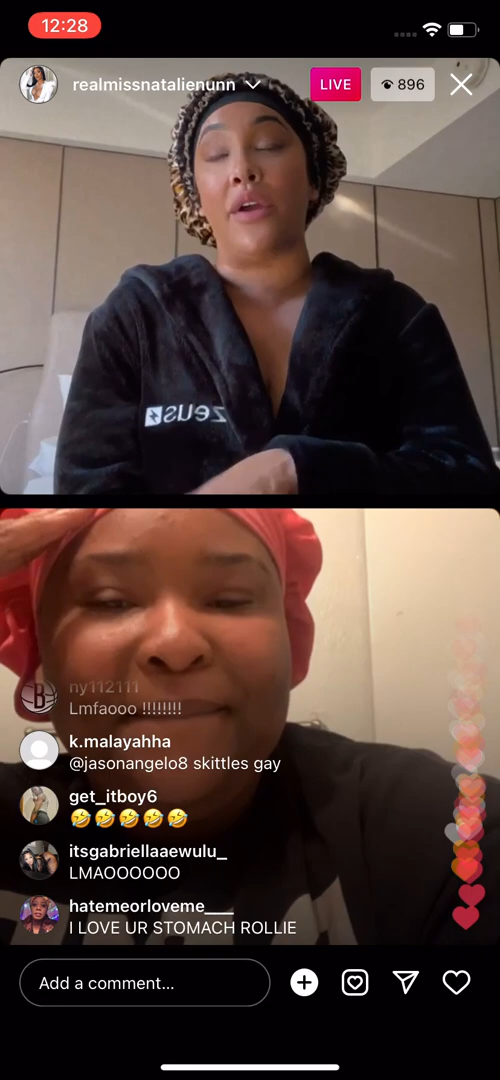 12:28
realmissnatalienunn
LIVE
896
zeus
B
ny112111
Lmfaooo !!!!!!!!
k.malayahha
@jasonangelo8 skittles gay
get_itboy6
🤣🤣🤣🤣🤣
itsgabriellaaewulu_
LMAOOOOOO
hatemeorloveme___
I LOVE UR STOMACH ROLLIE
Add a comment...